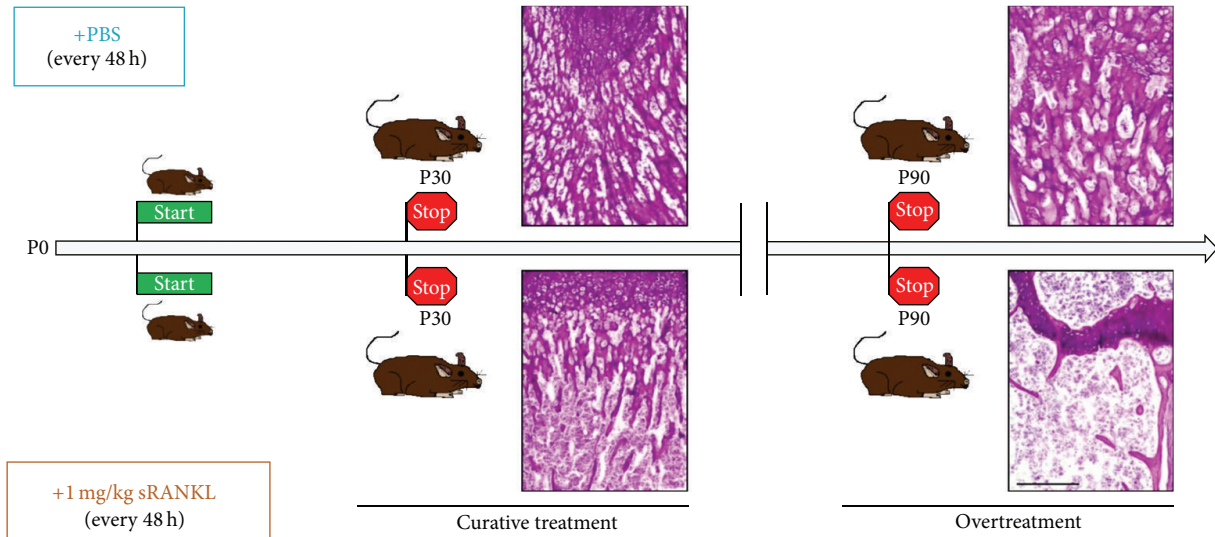 +PBS
(every 48 h)
P30
P90
Start
Stop
Stop
P0
Start
Stop
Stop
P30
P90
+1 mg/kg sRANKL
(every 48 h)
Curative treatment
Overtreatment